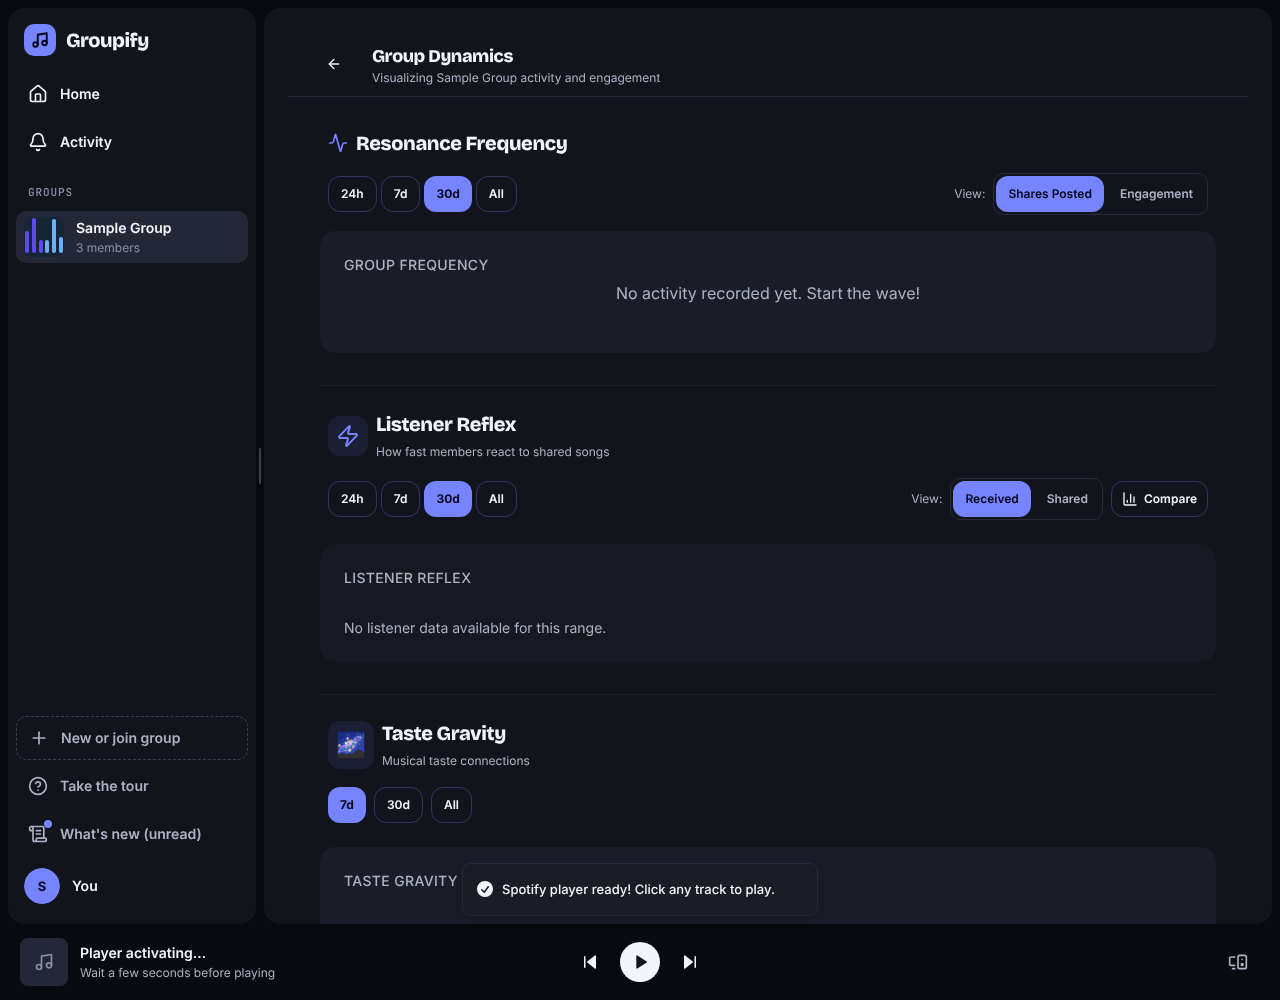 Groupify
Home
Activity
GROUPS
Sample Group
3 members
New or join group
Take the tour
What's new (unread)
S
You
Group Dynamics
Visualizing Sample Group activity and engagement
Resonance Frequency
24h 7d 30d All
View: Shares Posted Engagement
GROUP FREQUENCY
No activity recorded yet. Start the wave!
Listener Reflex
How fast members react to shared songs
24h 7d 30d All
View: Received Shared Compare
LISTENER REFLEX
No listener data available for this range.
Taste Gravity
Musical taste connections
7d 30d All
TASTE GRAVITY
Spotify player ready! Click any track to play.
Player activating...
Wait a few seconds before playing